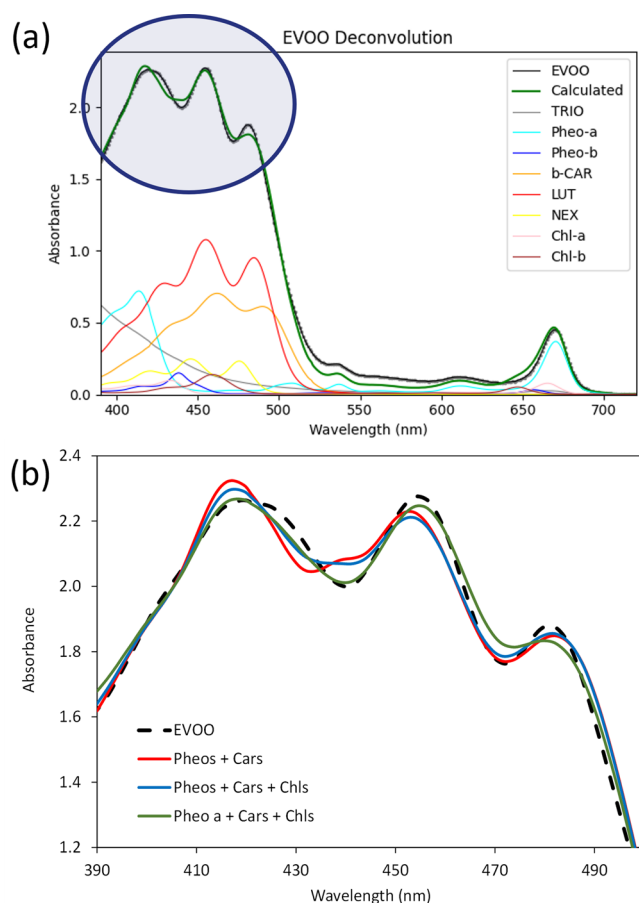 (a)
EVOO Deconvolution
2.0
1.5
1.0
0.5
0.0
Absorbance
400
450
500
550
600
650
700
Wavelength (nm)
EVOO
Calculated
TRIO
Pheo-a
Pheo-b
b-CAR
LUT
NEX
Chl-a
Chl-b
(b)
2.4
2.2
2.0
1.8
1.6
1.4
1.2
Absorbance
EVOO
Pheos + Cars
Pheos + Cars + Chls
Pheo a + Cars + Chls
390
410
430
450
470
490
Wavelength (nm)